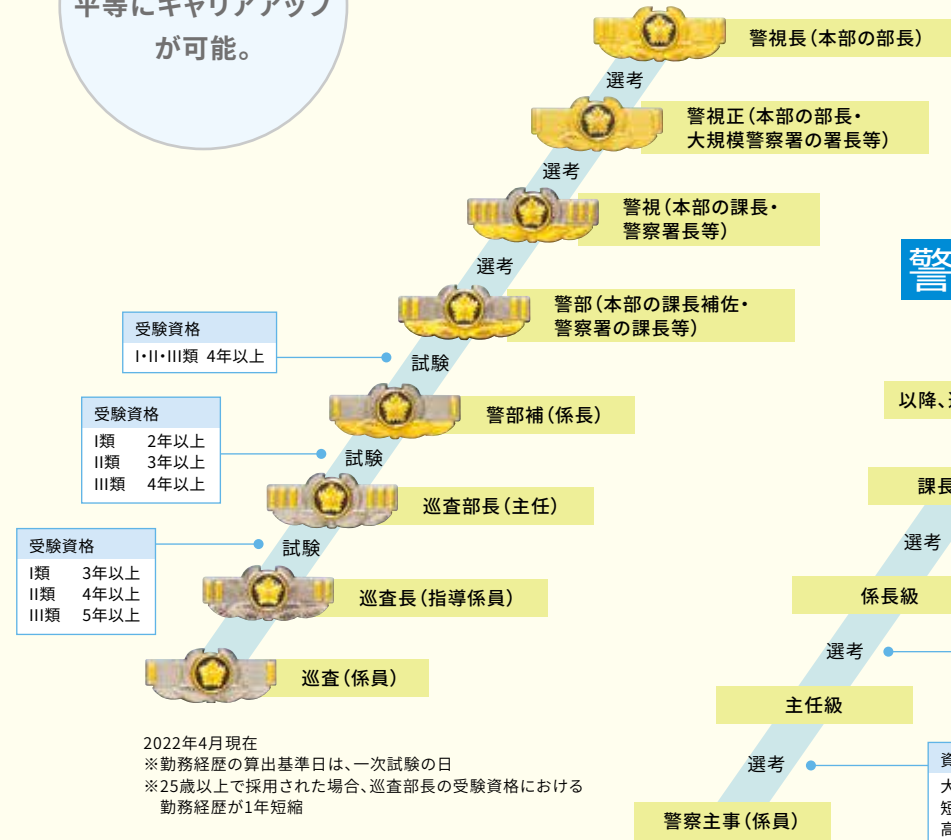 平等にキャリアアップ
が可能。
警視長（本部の部長）
選考
警視正（本部の部長・
大規模警察署の署長等）
選考
警視（本部の課長・
警察署長等）
選考
警部（本部の課長補佐・
警察署の課長等）
受験資格
I・II・III類 4年以上
試験
警部補（係長）
受験資格
I類 2年以上
II類 3年以上
III類 4年以上
試験
巡査部長（主任）
受験資格
I類 3年以上
II類 4年以上
III類 5年以上
試験
巡査長（指導係員）
巡査（係員）
2022年4月現在
※勤務経歴の算出基準日は、一次試験の日
※25歳以上で採用された場合、巡査部長の受験資格における
勤務経歴が1年短縮
警
以降、
課長
選考
係長級
選考
主任級
選考
警察主事（係員）
資
大
短
高